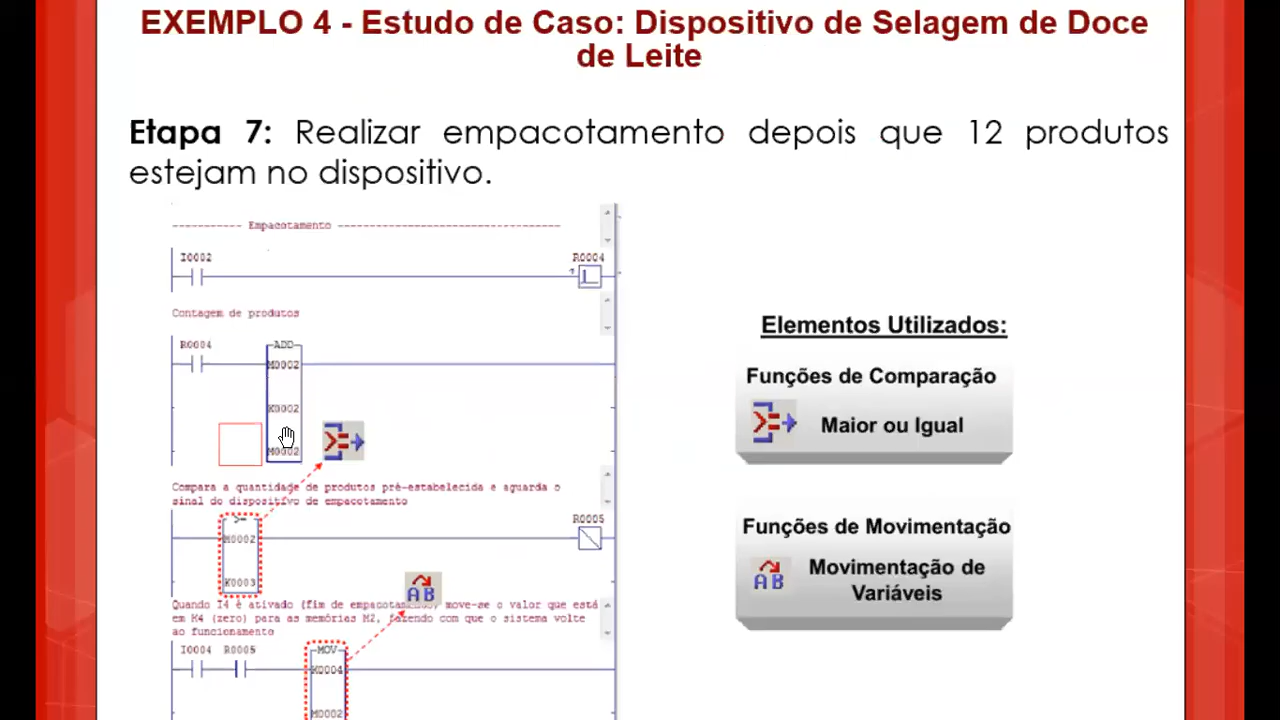 EXEMPLO 4 - Estudo de Caso: Dispositivo de Selagem de Doce
de Leite
Etapa 7: Realizar empacotamento depois que 12 produtos
estejam no dispositivo.
----------- Empacotamento ------------------------------
I0002
R0004
Contagem de produtos
R0004
ADD
M0002
K0002
M0002
Compara a quantidade de produtos pré-estabelecida e aguarda o
sinal do dispositivo de empacotamento
>=
R0005
M0002
K0003
AB
Quando I4 é ativado (fim de empacotamento) move-se o valor que está
em K4 (zero) para as memórias M2, fazendo com que o sistema volte
ao funcionamento
I0004 R0005
MOV
K0004
M0002
Elementos Utilizados:
Funções de Comparação
Maior ou Igual
Funções de Movimentação
AB
Movimentação de
Variáveis